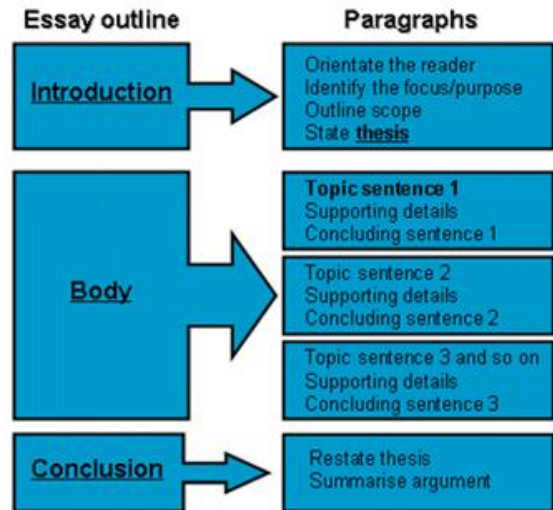 Essay outline
Paragraphs
Introduction
Orientate the reader
Identify the focus/purpose
Outline scope
State thesis
Body
Topic sentence 1
Supporting details
Concluding sentence 1
Topic sentence 2
Supporting details
Concluding sentence 2
Topic sentence 3 and so on
Supporting details
Concluding sentence 3
Conclusion
Restate thesis
Summarise argument